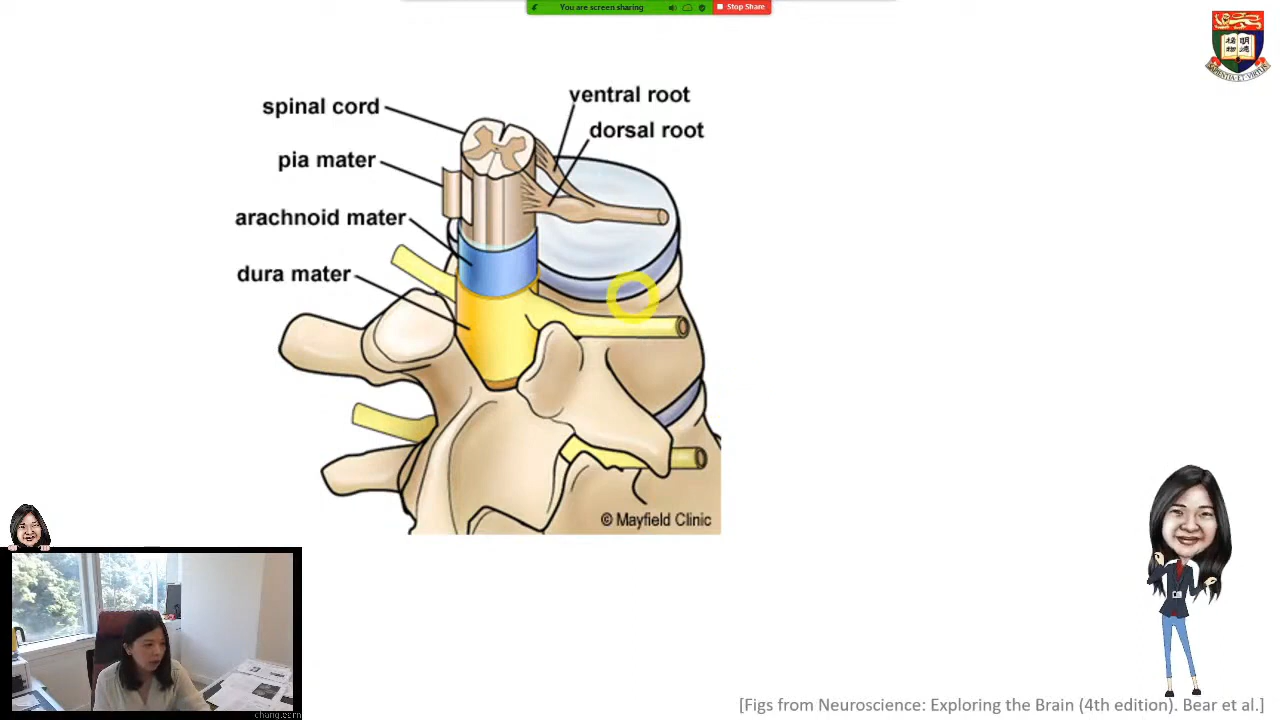 You are screen sharing
Stop Share
ventral root
spinal cord
dorsal root
pia mater
arachnoid mater
dura mater
© Mayfield Clinic
[Figs from Neuroscience: Exploring the Brain (4th edition). Bear et al.]